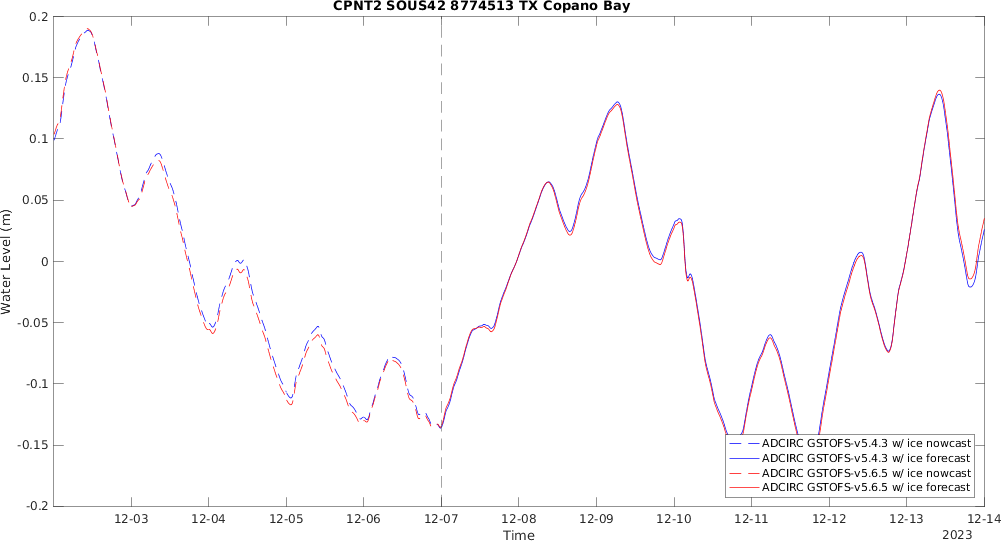 CPNT2 SOUS42 8774513 TX Copano Bay
0.2
0.15
0.1
0.05
0
-0.05
-0.1
-0.15
-0.2
Water Level (m)
ADCIRC GSTOFS-v5.4.3 w/ ice nowcast
ADCIRC GSTOFS-v5.4.3 w/ ice forecast
ADCIRC GSTOFS-v5.6.5 w/ ice nowcast
ADCIRC GSTOFS-v5.6.5 w/ ice forecast
12-03 12-04 12-05 12-06 12-07 12-08 12-09 12-10 12-11 12-12 12-13 12-14
Time
2023